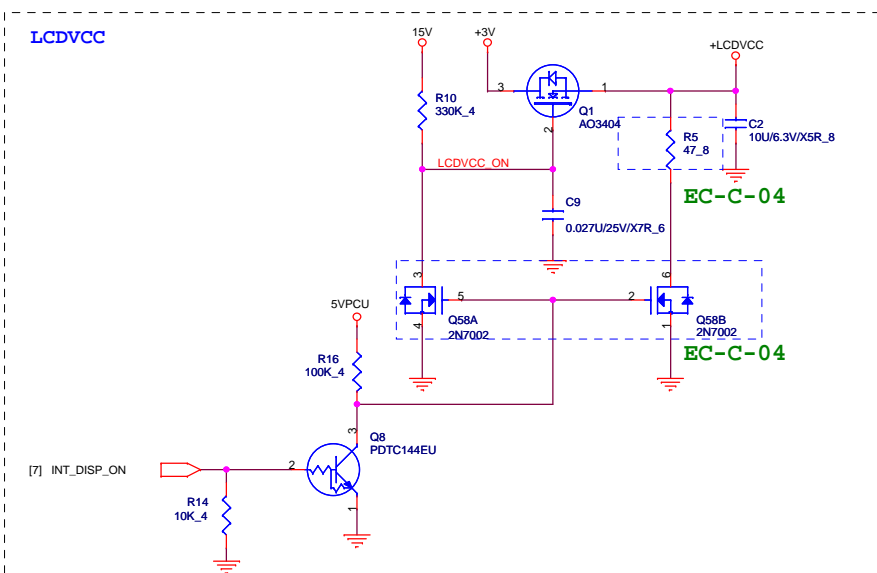 LCDVCC
15V
+3V
+LCDVCC
3
1
R10
330K_4
Q1
AO3404
2
C2
10U/6.3V/X5R_8
R5
47_8
LCDVCC_ON
EC-C-04
C9
0.027U/25V/X7R_6
3
6
5
2
5VPCU
Q58A
2N7002
4
Q58B
2N7002
1
EC-C-04
R16
100K_4
3
Q8
PDTC144EU
[7] INT_DISP_ON
2
R14
10K_4
1